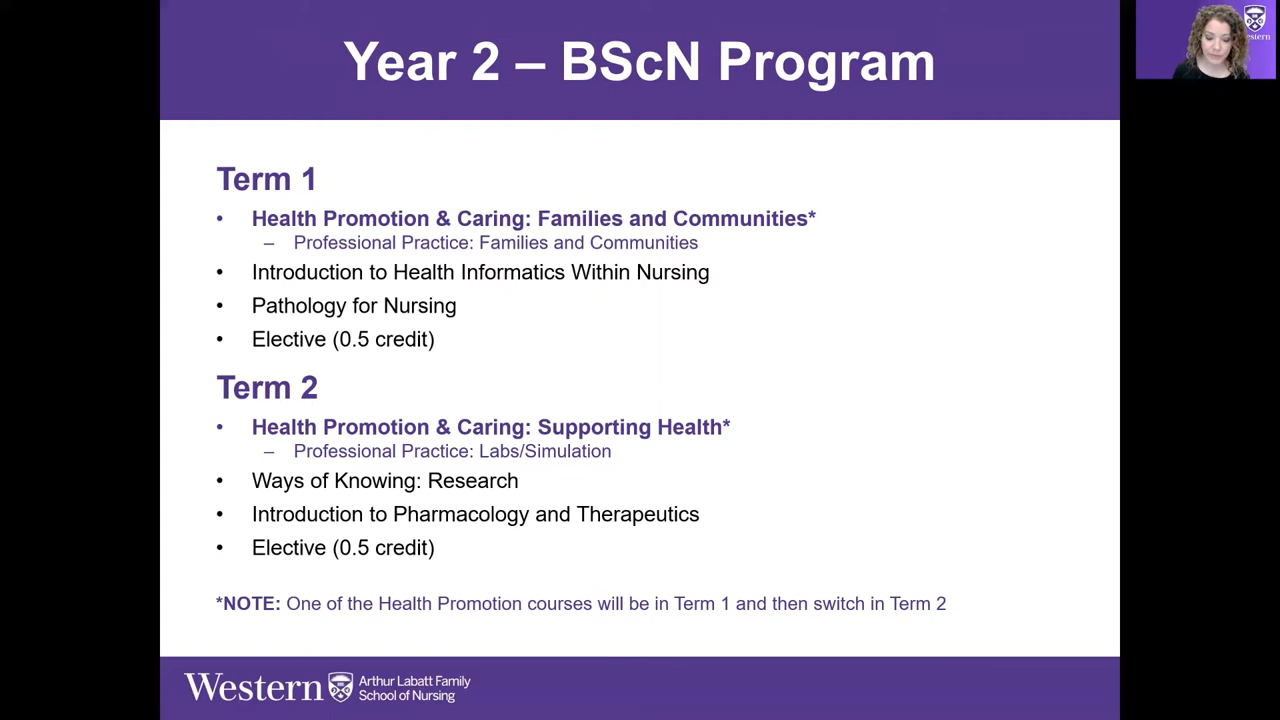 Year 2 – BScN Program
Term 1
• Health Promotion & Caring: Families and Communities*
– Professional Practice: Families and Communities
• Introduction to Health Informatics Within Nursing
• Pathology for Nursing
• Elective (0.5 credit)
Term 2
• Health Promotion & Caring: Supporting Health*
– Professional Practice: Labs/Simulation
• Ways of Knowing: Research
• Introduction to Pharmacology and Therapeutics
• Elective (0.5 credit)
*NOTE: One of the Health Promotion courses will be in Term 1 and then switch in Term 2
Western
Arthur Labatt Family
School of Nursing